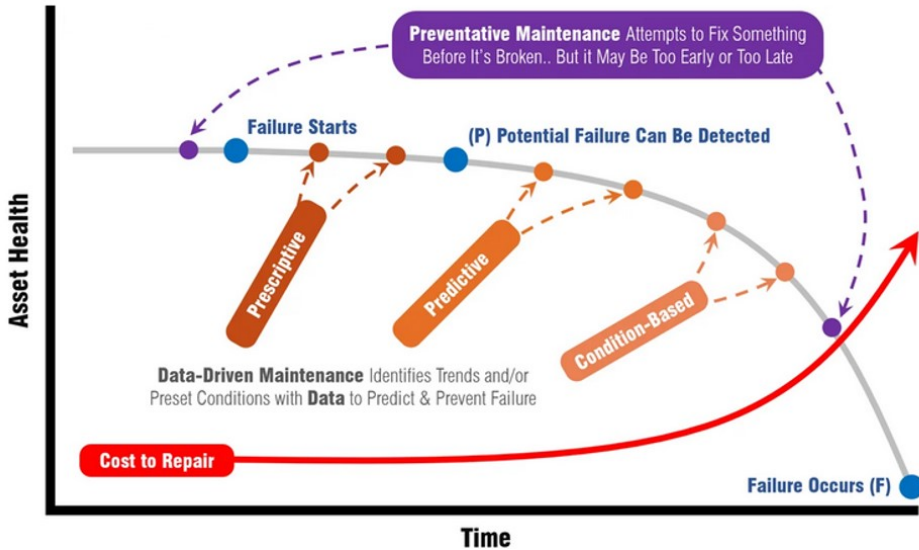 Preventative Maintenance Attempts to Fix Something
Before It's Broken.. But it May Be Too Early or Too Late
Failure Starts
(P) Potential Failure Can Be Detected
Asset Health
Prescriptive
Predictive
Condition-Based
Data-Driven Maintenance Identifies Trends and/or
Preset Conditions with Data to Predict & Prevent Failure
Cost to Repair
Failure Occurs (F)
Time